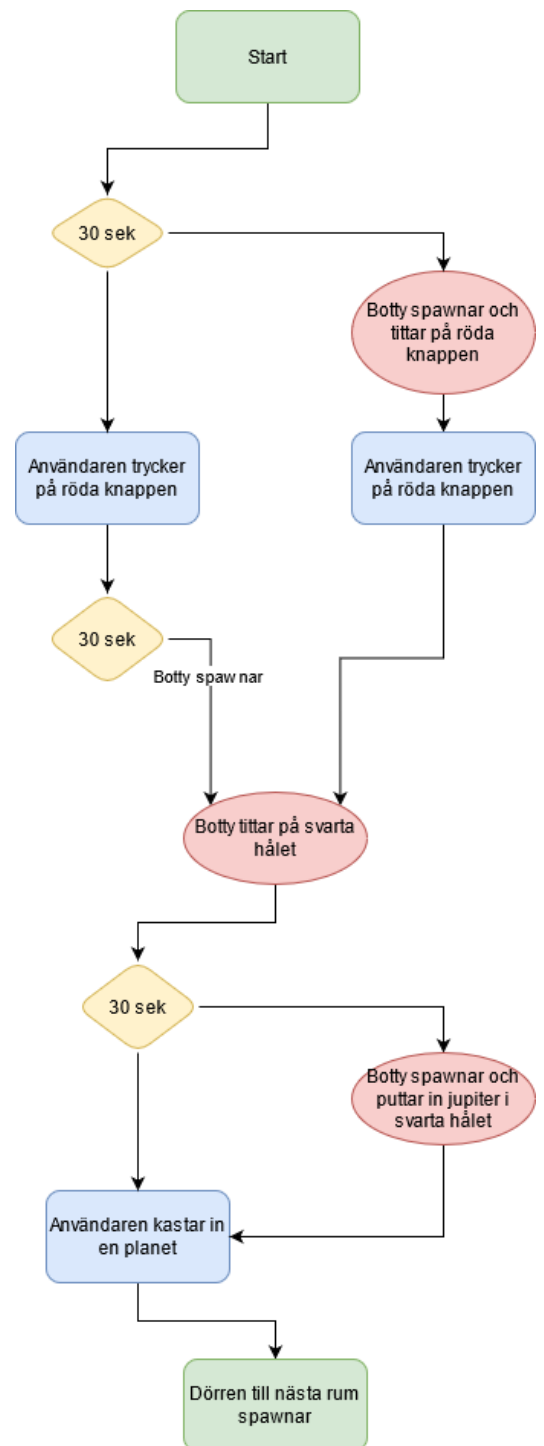 Start
30 sek
Botty spawnar och
tittar på röda
knappen
Användaren trycker
på röda knappen
Användaren trycker
på röda knappen
30 sek
Botty spawnar
Botty tittar på svarta
hålet
30 sek
Botty spawnar och
puttar in jupiter i
svarta hålet
Användaren kastar in
en planet
Dörren till nästa rum
spawnar